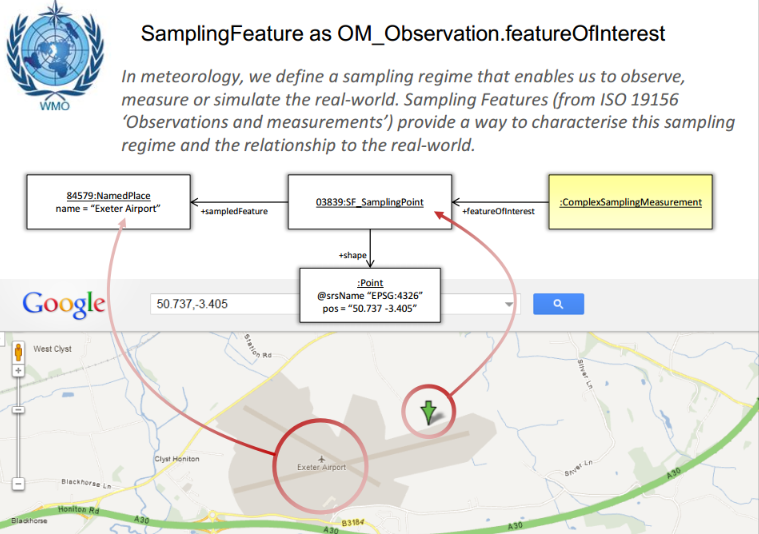 SamplingFeature as OM_Observation.featureOfInterest
WMO
In meteorology, we define a sampling regime that enables us to observe,
measure or simulate the real-world. Sampling Features (from ISO 19156
‘Observations and measurements’) provide a way to characterise this sampling
regime and the relationship to the real-world.
84579:NamedPlace
name = “Exeter Airport”
+sampledFeature
03839:SF_SamplingPoint
+featureOfInterest
:ComplexSamplingMeasurement
+shape
:Point
@srsName “EPSG:4326”
pos = “50.737 -3.405”
Google
50.737,-3.405
West Clyst
Station Rd
Silver Ln
Clyst Honiton
Exeter Airport
Silver Ln
Blackhorse Ln
Honiton Rd
Blackhorse
A30
A30
B3184
A30
A30